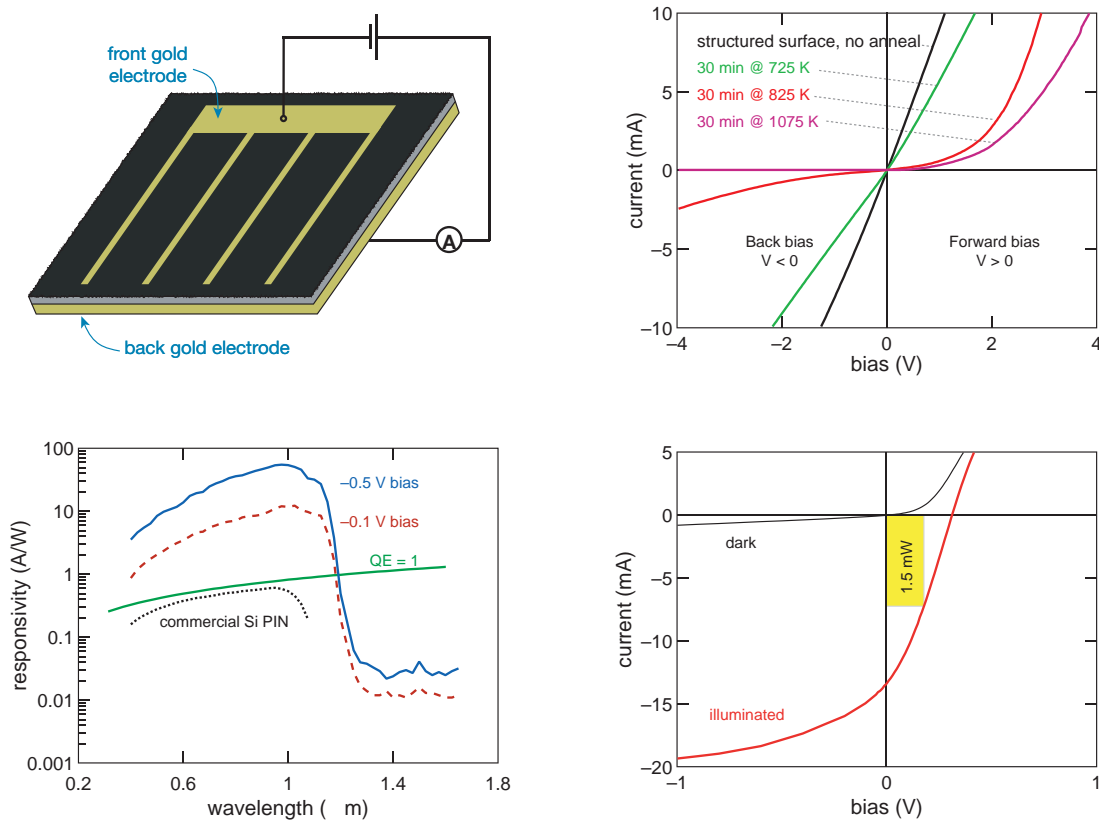 front gold
electrode
A
back gold electrode
10
5
0
–5
–10
current (mA)
structured surface, no anneal
30 min @ 725 K
30 min @ 825 K
30 min @ 1075 K
Back bias
V < 0
Forward bias
V > 0
–4
–2
0
2
4
bias (V)
100
10
1
0.1
0.01
0.001
responsivity (A/W)
–0.5 V bias
–0.1 V bias
QE = 1
commercial Si PIN
0.2
0.6
1
1.4
1.8
wavelength ( m)
5
0
–5
–10
–15
–20
current (mA)
dark
1.5 mW
illuminated
–1
0
1
bias (V)